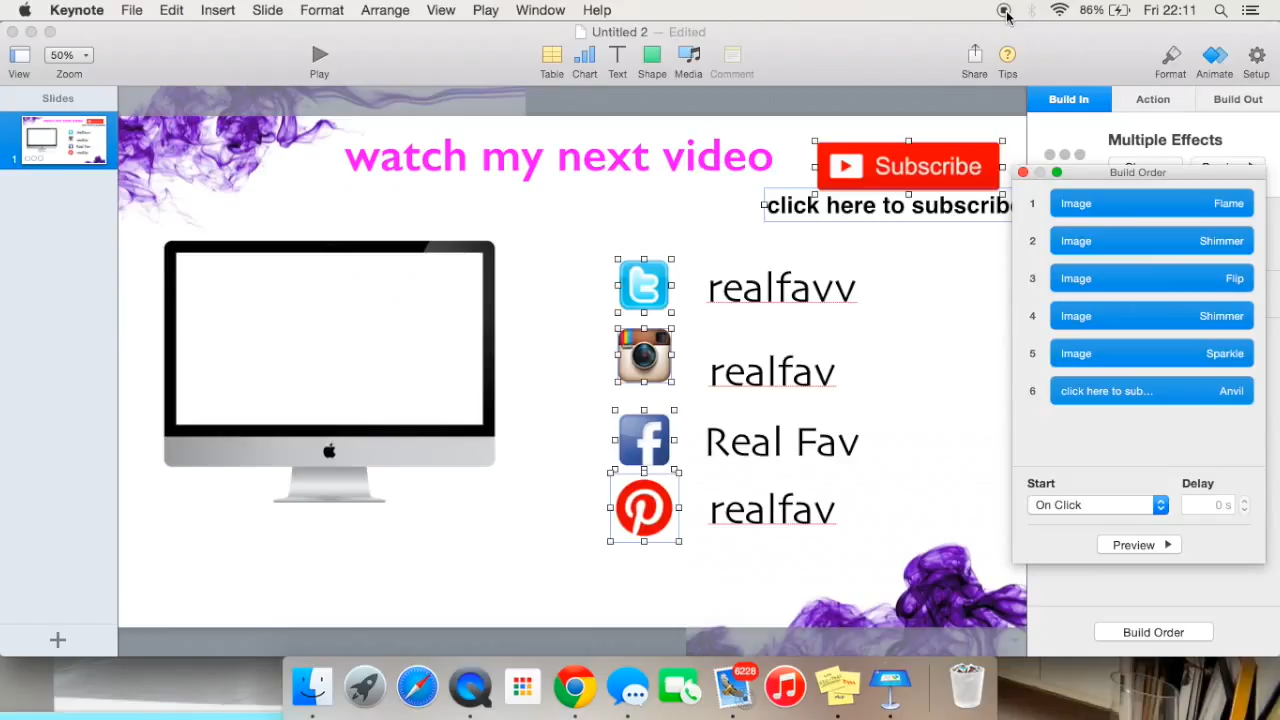 Keynote File Edit Insert Slide Format Arrange View Play Window Help 86% Fri 22:11
Untitled 2 — Edited
50%
View Zoom Play Table Chart Text Shape Media Comment Share Tips Format Animate Setup
Slides
Build In Action Build Out
Multiple Effects
Build Order
watch my next video
Subscribe
click here to subscribe
realfavv
realfav
Real Fav
realfav
1 Image Flame
2 Image Shimmer
3 Image Flip
4 Image Shimmer
5 Image Sparkle
6 click here to sub... Anvil
Start Delay
On Click 0 s
Preview
Build Order
1
6228